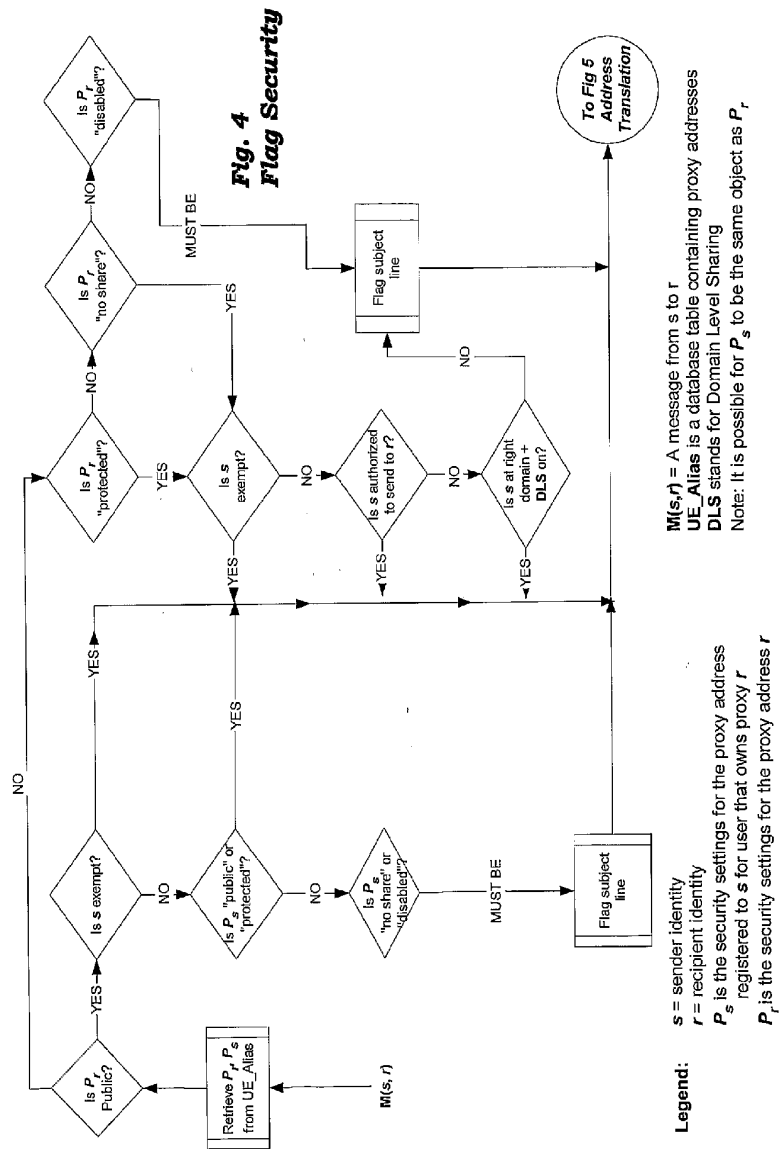 Fig. 4
Flag Security
M(s, r)
Retrieve Pr, Ps
from UE_Alias
Is Pr
Public?
NO
YES
Is s exempt?
YES
NO
Is Ps "public" or
"protected"?
YES
NO
Is Ps
"no share" or
"disabled"?
MUST BE
Flag subject
line
Is Pr
"protected"?
NO
YES
Is Pr
"no share"?
NO
YES
Is Pr
"disabled"?
MUST BE
Is s
exempt?
YES
NO
Is s authorized
to send to r?
YES
NO
Is s at right
domain +
DLS on?
YES
NO
Flag subject
line
To Fig 5
Address
Translation
Legend:
s = sender identity
r = recipient identity
Ps is the security settings for the proxy address
registered to s for user that owns proxy r
Pr is the security settings for the proxy address r
M(s,r) = A message from s to r
UE_Alias is a database table containing proxy addresses
DLS stands for Domain Level Sharing
Note: It is possible for Ps to be the same object as Pr